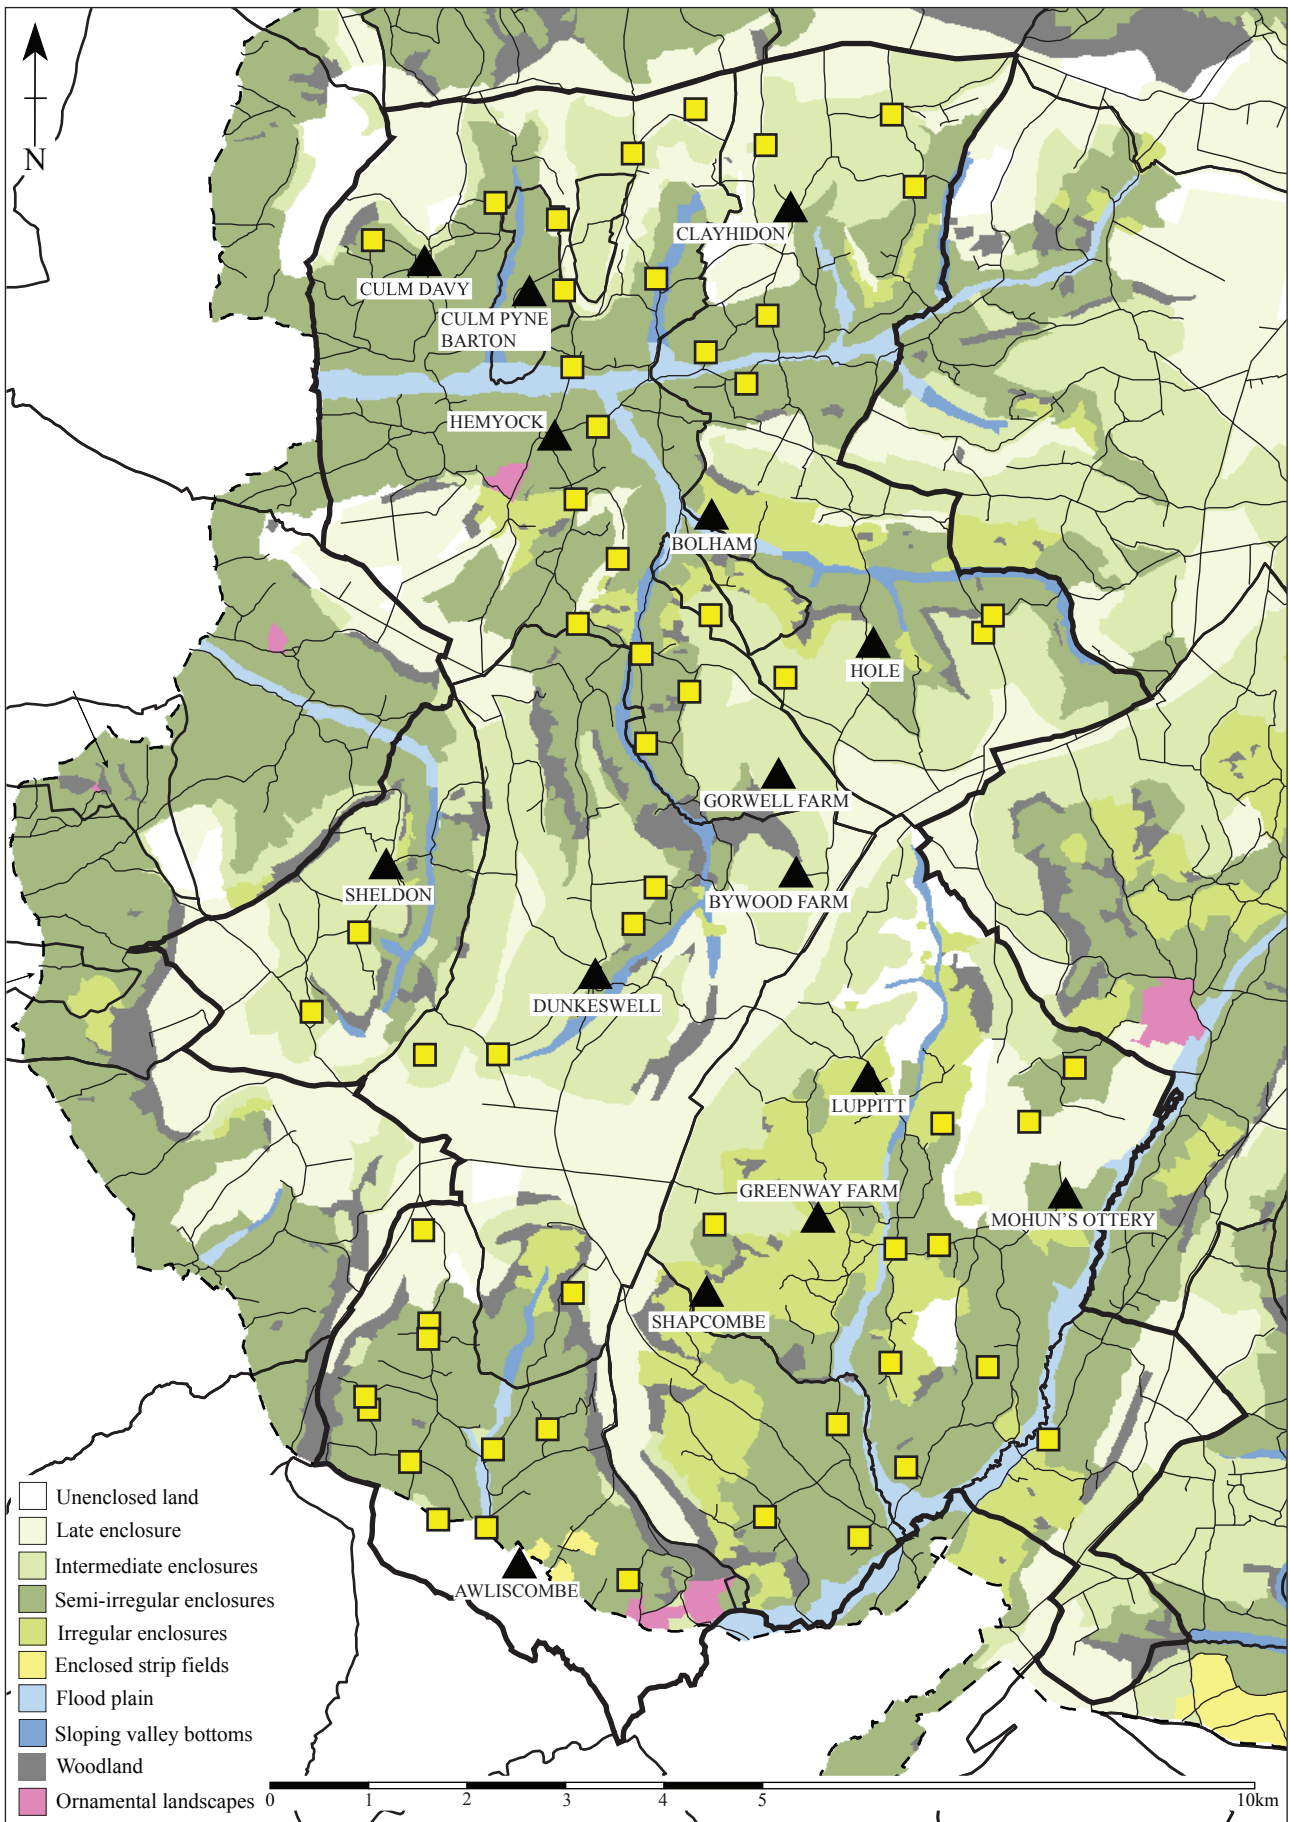 N
CLAYHIDON
CULM DAVY
CULM PYNE
BARTON
HEMYOCK
BOLHAM
HOLE
GORWELL FARM
SHELDON
BYWOOD FARM
DUNKESWELL
LUPPITT
GREENWAY FARM
MOHUN'S OTTERY
SHAPCOMBE
AWLISCOMBE
Unenclosed land
Late enclosure
Intermediate enclosures
Semi-irregular enclosures
Irregular enclosures
Enclosed strip fields
Flood plain
Sloping valley bottoms
Woodland
Ornamental landscapes
0 1 2 3 4 5 10km